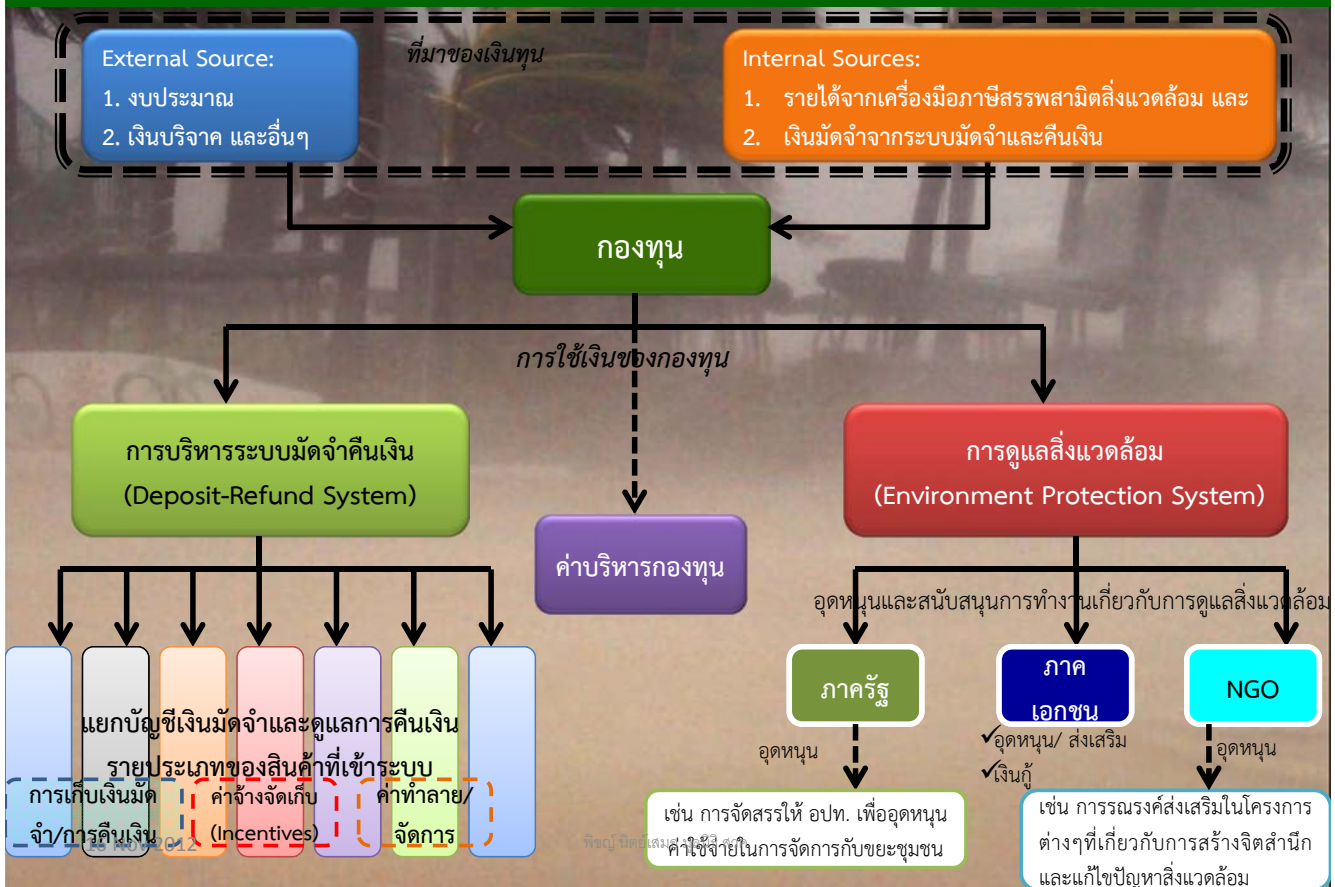 ที่มาของเงินทุน
External Source:
1. งบประมาณ
2. เงินบริจาค และอื่นๆ
Internal Sources:
1. รายได้จากเครื่องมือภาษีสรรพสามิตสิ่งแวดล้อม และ
2. เงินมัดจำจากระบบมัดจำและคืนเงิน
กองทุน
การใช้เงินของกองทุน
การบริหารระบบมัดจำคืนเงิน
(Deposit-Refund System)
ค่าบริหารกองทุน
การดูแลสิ่งแวดล้อม
(Environment Protection System)
อุดหนุนและสนับสนุนการทำงานเกี่ยวกับการดูแลสิ่งแวดล้อม
แยกบัญชีเงินมัดจำและดูแลการคืนเงิน
รายประเภทของสินค้าที่เข้าระบบ
การเก็บเงินมัด
จำ/การคืนเงิน
ค่าจ้างจัดเก็บ
(Incentives)
ค่าทำลาย/
จัดการ
ภาครัฐ
อุดหนุน
เช่น การจัดสรรให้ อปท. เพื่ออุดหนุน
ค่าใช้จ่ายในการจัดการกับขยะชุมชน
ภาค
เอกชน
✓อุดหนุน/ ส่งเสริม
✓เงินกู้
NGO
อุดหนุน
เช่น การรณรงค์ส่งเสริมในโครงการ
ต่างๆที่เกี่ยวกับการสร้างจิตสำนึก
และแก้ไขปัญหาสิ่งแวดล้อม
Nov 2012
พิชญ์ นิตย์เสมอ